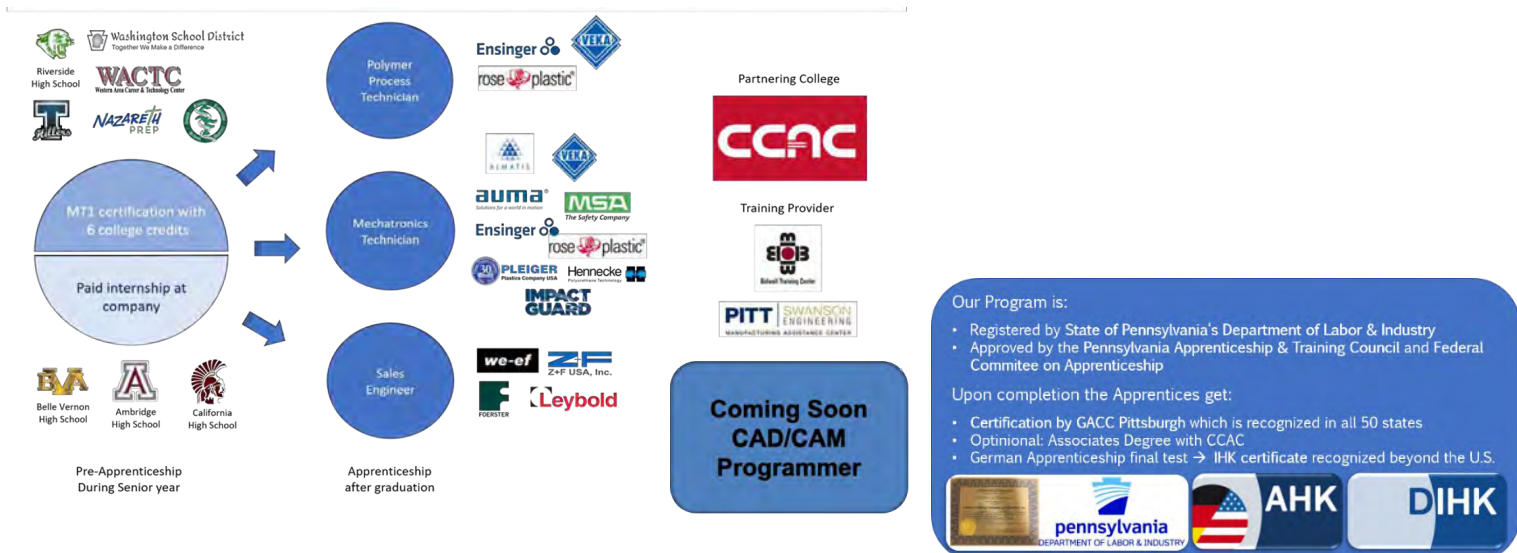 Riverside
High School
Washington School District
Together We Make a Difference
WACTC
Western Area Career & Technology Center
T
Hillers
NAZARETH
PREP
MT1 certification with
6 college credits
Paid internship at
company
BVA
Belle Vernon
High School
A
Ambridge
High School
California
High School
Pre-Apprenticeship
During Senior year
Polymer
Process
Technician
Mechatronics
Technician
Sales
Engineer
Apprenticeship
after graduation
Ensinger
VEKA
rose plastic®
ALMATIS
VEKA
auma®
Solutions for a world in motion
MSA
The Safety Company
Ensinger
rose plastic®
30
PLEIGER
Plastics Company USA
Hennecke
Polyurethane Technology
IMPACT
GUARD
we-ef
Z+F
Z+F USA, Inc.
F
FOERSTER
Leybold
Partnering College
CCAC
Training Provider
Bidwell Training Center
PITT SWANSON
ENGINEERING
MANUFACTURING ASSISTANCE CENTER
Coming Soon
CAD/CAM
Programmer
Our Program is:
• Registered by State of Pennsylvania's Department of Labor & Industry
• Approved by the Pennsylvania Apprenticeship & Training Council and Federal
Commitee on Apprenticeship
Upon completion the Apprentices get:
• Certification by GACC Pittsburgh which is recognized in all 50 states
• Optinional: Associates Degree with CCAC
• German Apprenticeship final test → IHK certificate recognized beyond the U.S.
pennsylvania
DEPARTMENT OF LABOR & INDUSTRY
AHK
DIHK